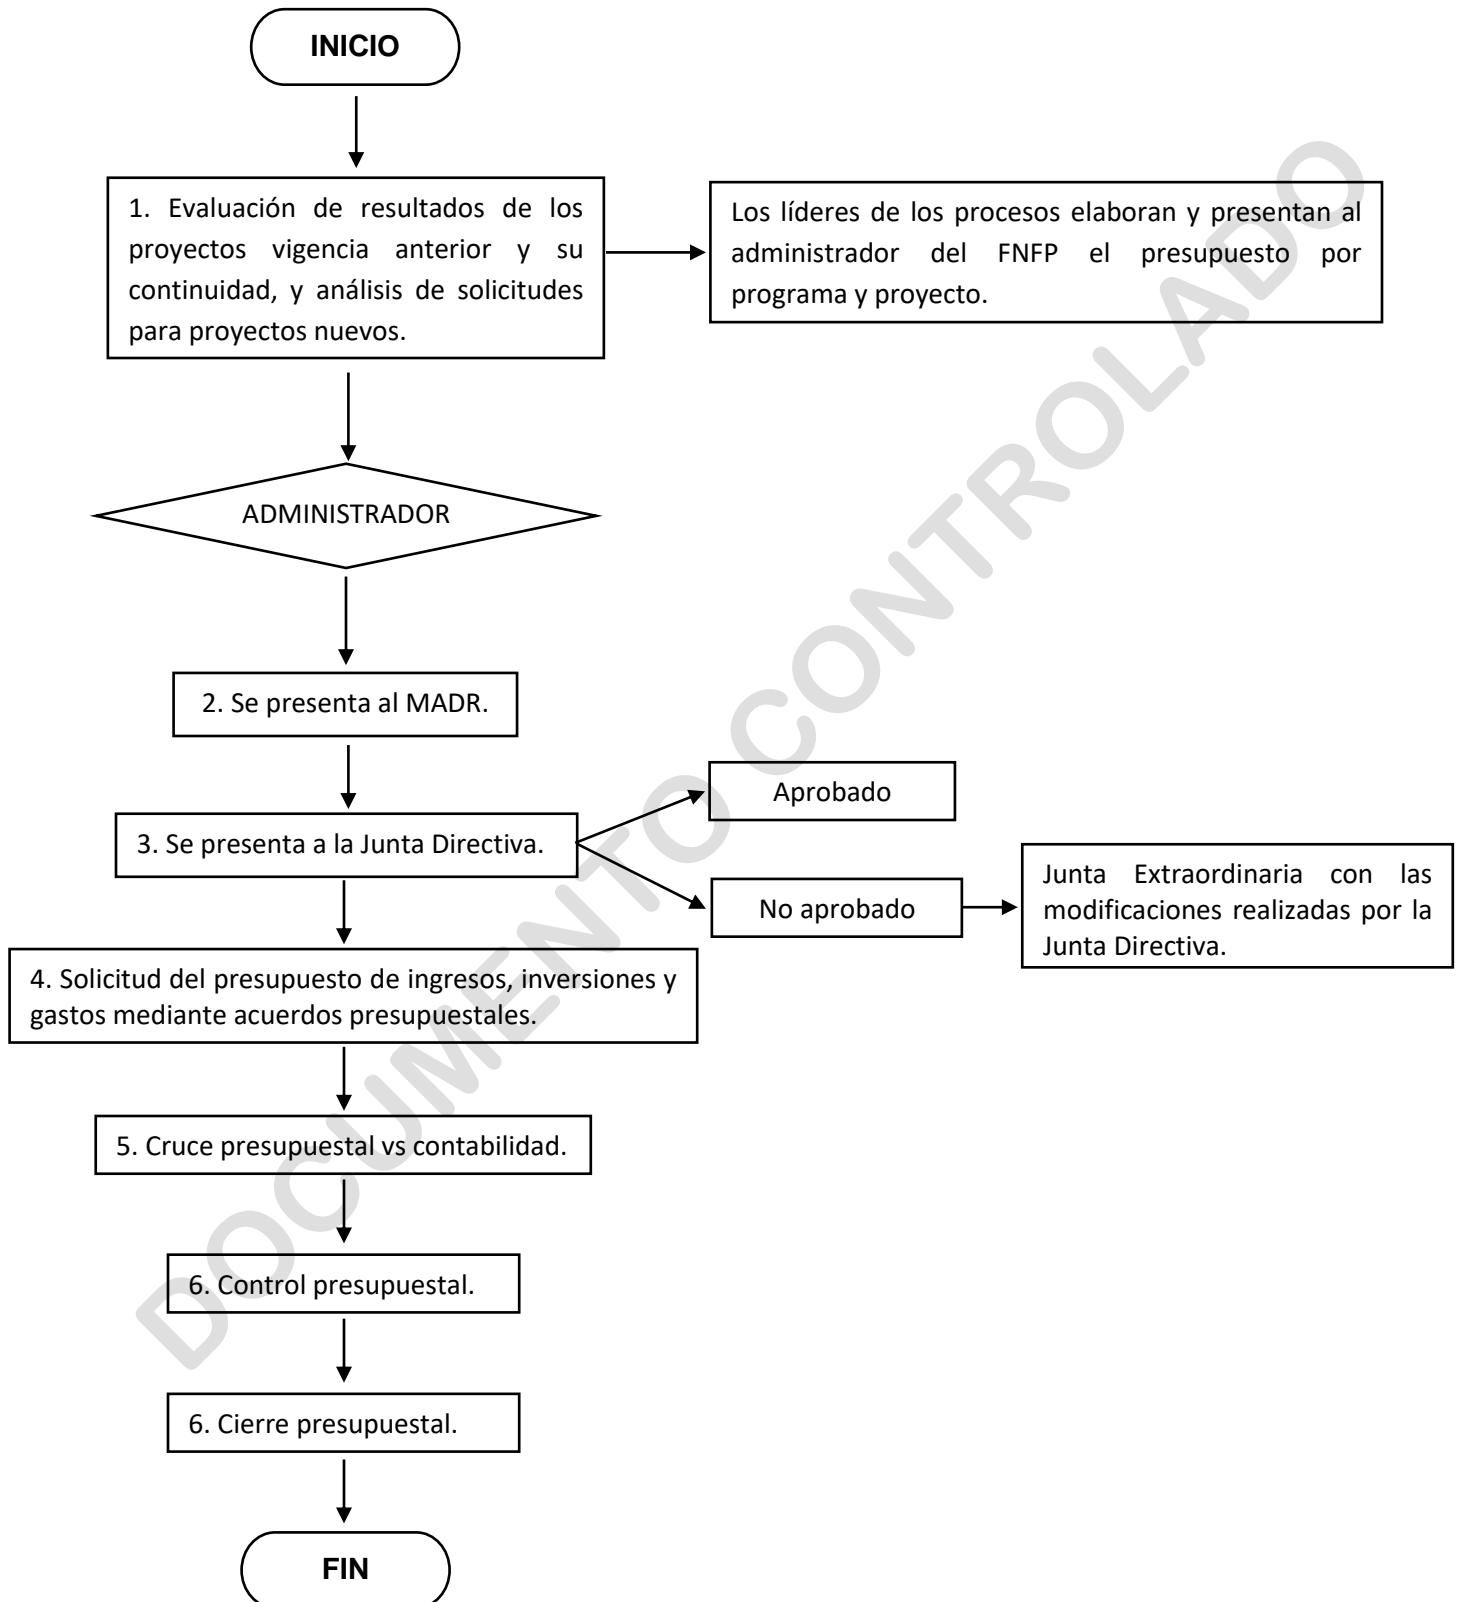 INICIO
1. Evaluación de resultados de los
proyectos vigencia anterior y su
continuidad, y análisis de solicitudes
para proyectos nuevos.
Los líderes de los procesos elaboran y presentan al
administrador del FNFP el presupuesto por
programa y proyecto.
ADMINISTRADOR
2. Se presenta al MADR.
3. Se presenta a la Junta Directiva.
Aprobado
No aprobado
Junta Extraordinaria con las
modificaciones realizadas por la
Junta Directiva.
4. Solicitud del presupuesto de ingresos, inversiones y
gastos mediante acuerdos presupuestales.
5. Cruce presupuestal vs contabilidad.
6. Control presupuestal.
6. Cierre presupuestal.
FIN
DOCUMENTO CONTROLADO